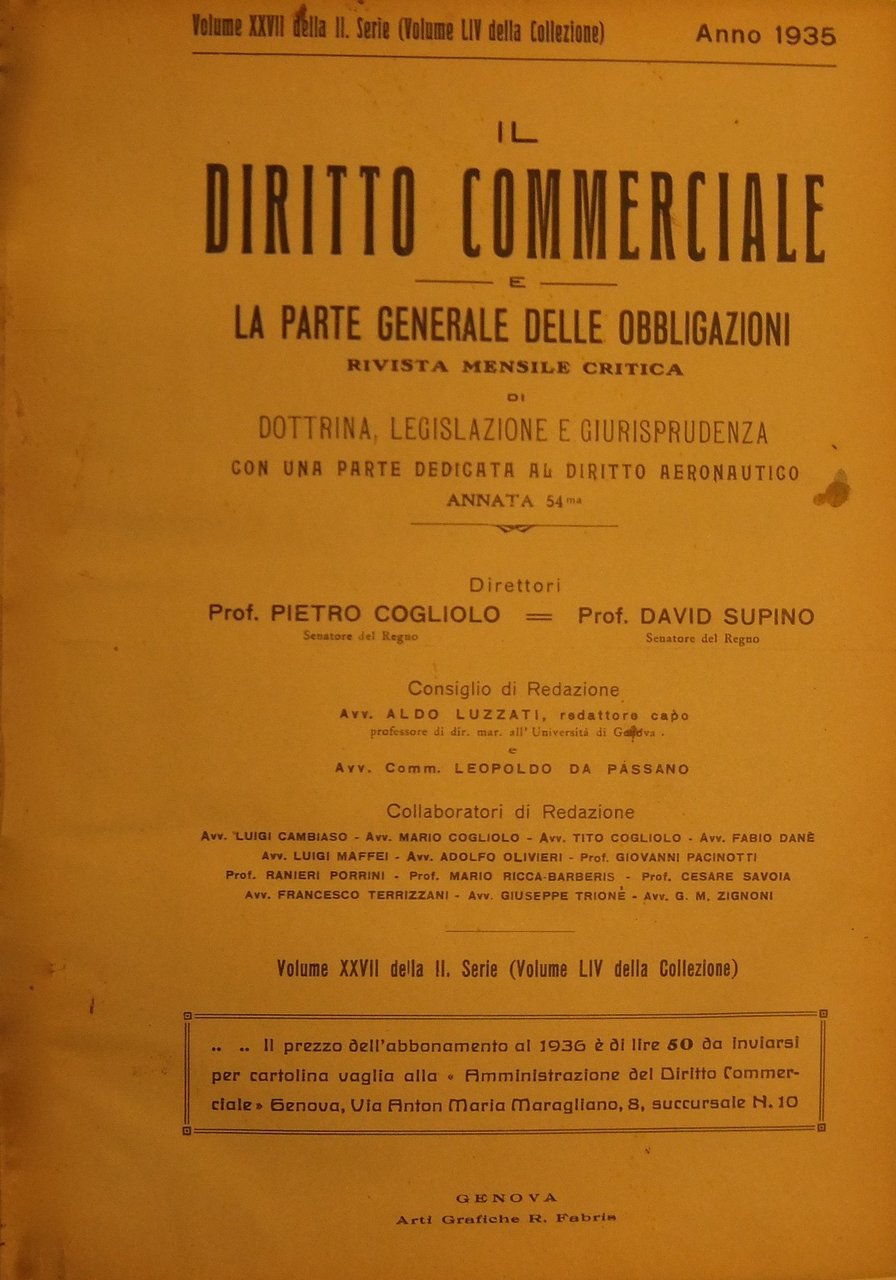 Volume XXVII della II. Serie (Volume LIV della Collezione) Anno 1935
IL
DIRITTO COMMERCIALE
E
LA PARTE GENERALE DELLE OBBLIGAZIONI
RIVISTA MENSILE CRITICA
DI
DOTTRINA, LEGISLAZIONE E GIURISPRUDENZA
CON UNA PARTE DEDICATA AL DIRITTO AERONAUTICO
ANNATA 54ma
Direttori
Prof. PIETRO COGLIOLO = Prof. DAVID SUPINO
Senatore del Regno Senatore del Regno
Consiglio di Redazione
Avv. ALDO LUZZATI, redattore capo
professore di dir. mar. all' Università di Genova.
e
Avv. Comm. LEOPOLDO DA PASSANO
Collaboratori di Redazione
Avv. LUIGI CAMBIASO - Avv. MARIO COGLIOLO - Avv. TITO COGLIOLO - Avv. FABIO DANÈ
Avv. LUIGI MAFFEI - Avv. ADOLFO OLIVIERI - Prof. GIOVANNI PACINOTTI
Prof. RANIERI PORRINI - Prof. MARIO RICCA-BARBERIS - Prof. CESARE SAVOIA
Avv. FRANCESCO TERRIZZANI - Avv. GIUSEPPE TRIONE - Avv. G. M. ZIGNONI
Volume XXVII della II. Serie (Volume LIV della Collezione)
.. .. Il prezzo dell'abbonamento al 1936 è di lire 50 da inviarsi
per cartolina vaglia alla « Amministrazione del Diritto Commer-
ciale » Genova, Via Anton Maria Maragliano, 8, succursale N. 10
GENOVA
Arti Grafiche R. Fabris